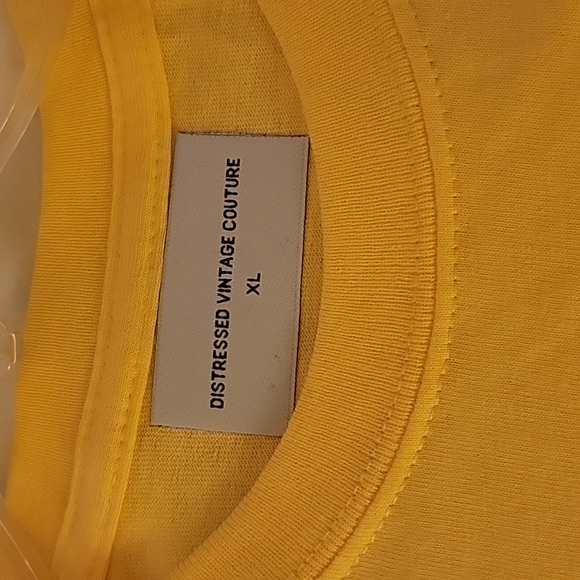 DISTRESSED VINTAGE COUTURE
XL